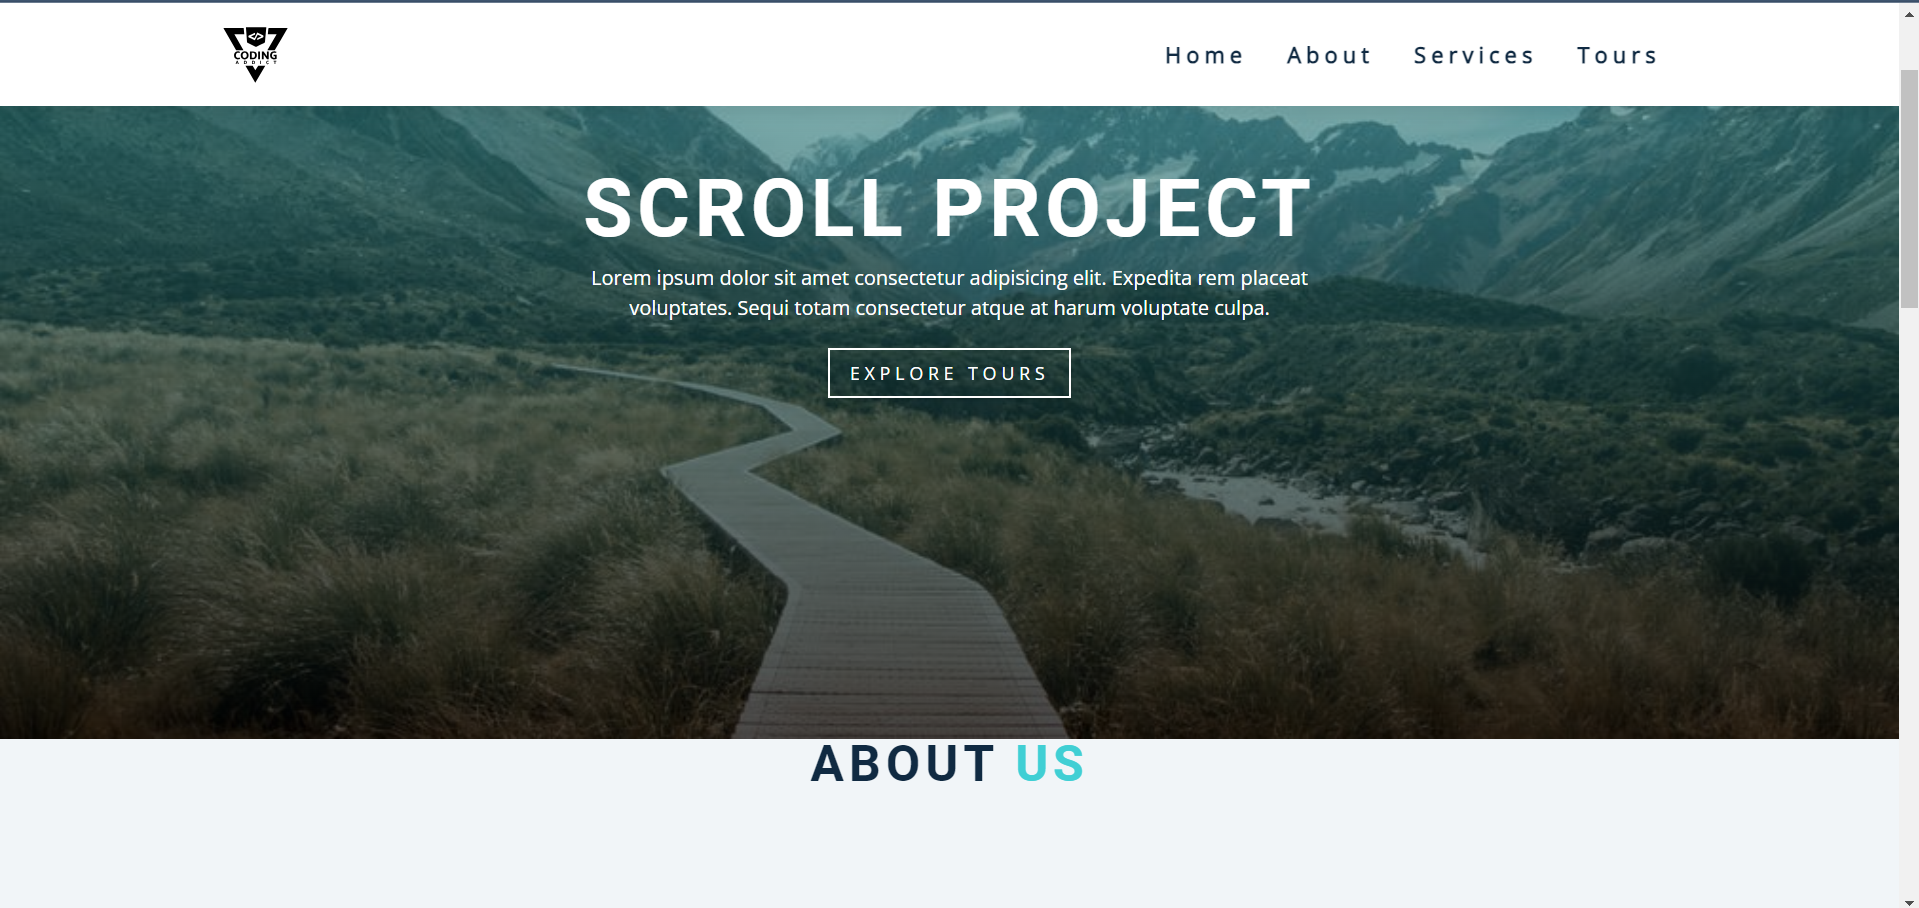 </>
CODING
ADDICT
Home About Services Tours
SCROLL PROJECT
Lorem ipsum dolor sit amet consectetur adipisicing elit. Expedita rem placeat
voluptates. Sequi totam consectetur atque at harum voluptate culpa.
EXPLORE TOURS
ABOUT US